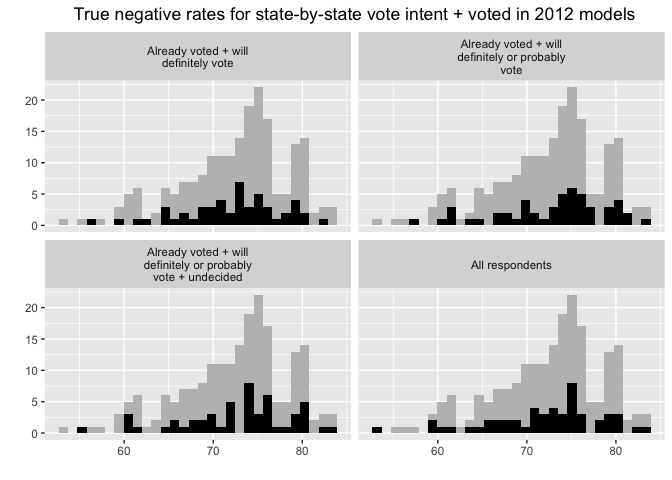 True negative rates for state-by-state vote intent + voted in 2012 models
Already voted + will
definitely vote
Already voted + will
definitely or probably
vote
20
15
10
5
0
Already voted + will
definitely or probably
vote + undecided
All respondents
20
15
10
5
0
60
70
80
60
70
80